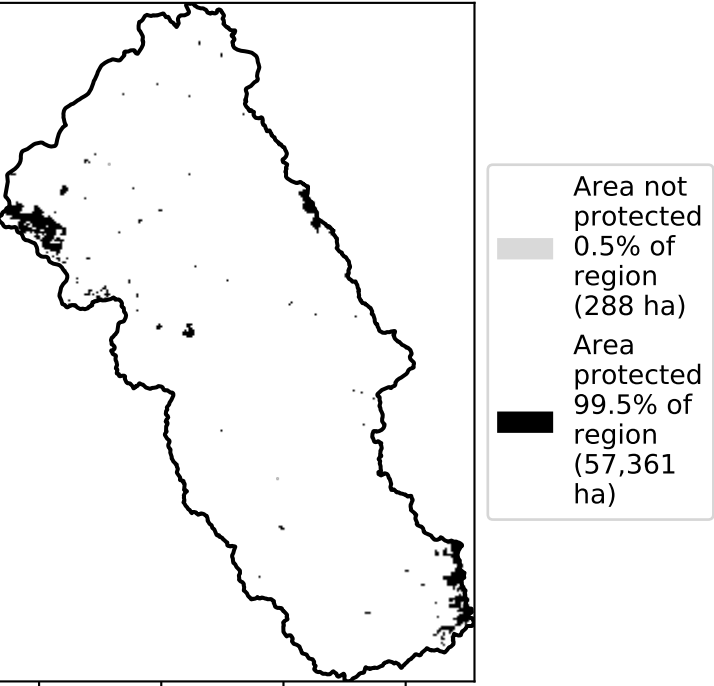 Area not
protected
0.5% of
region
(288 ha)
Area
protected
99.5% of
region
(57,361
ha)